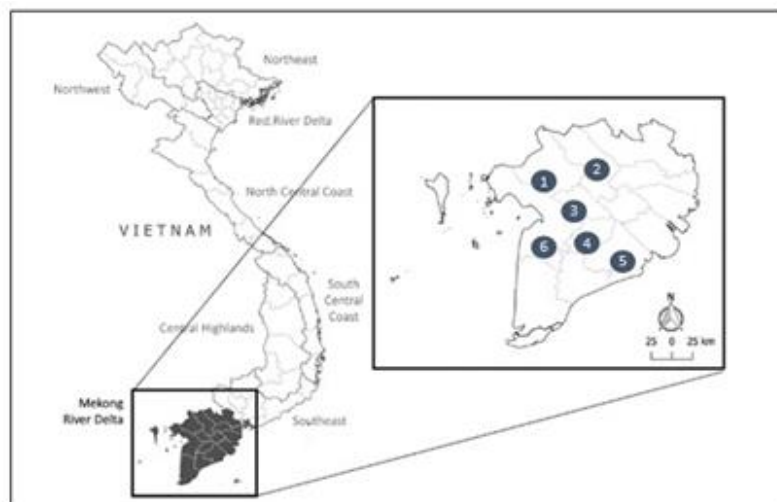 Northeast
Northwest
Red River Delta
North Central Coast
VIETNAM
South
Central
Coast
Central Highlands
Mekong
River Delta
Southeast
1
2
3
4
5
6
N
25 0 25 km